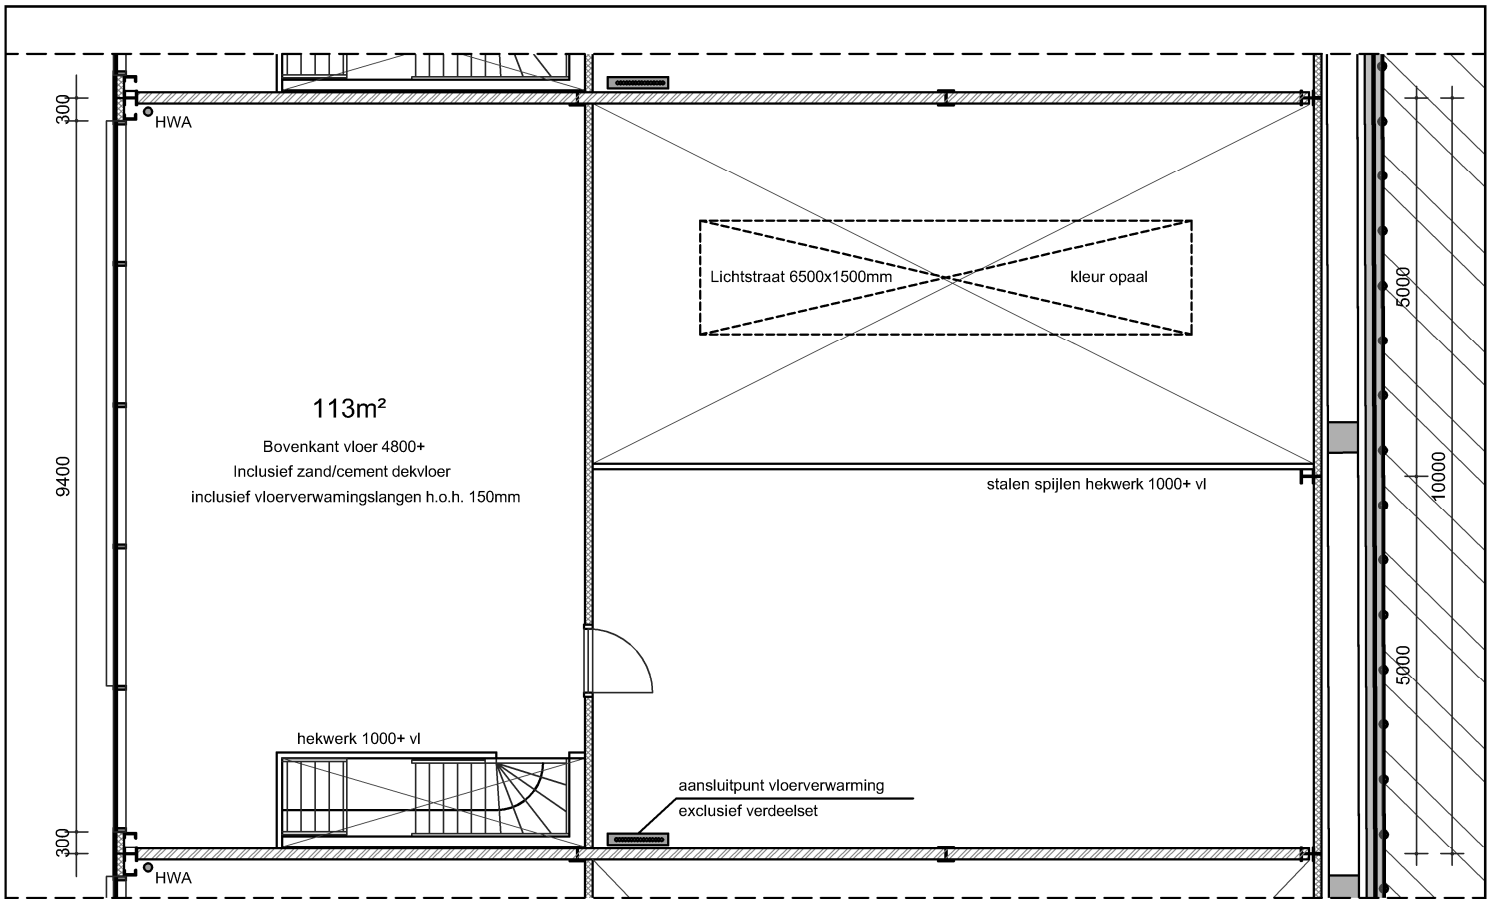 300
HWA
Lichtstraat 6500x1500mm
kleur opaal
5000
113m²
Bovenkant vloer 4800+
Inclusief zand/cement dekvloer
inclusief vloerverwamingslangen h.o.h. 150mm
9400
stalen spijlen hekwerk 1000+ vl
10000
5000
hekwerk 1000+ vl
aansluitpunt vloerverwarming
exclusief verdeelset
300
HWA